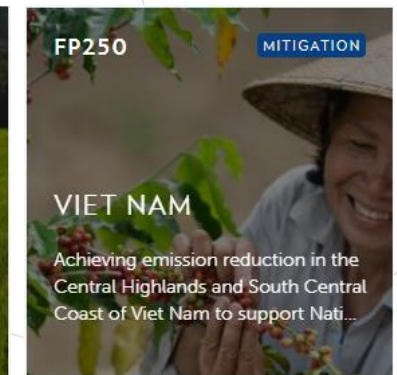 FP250
MITIGATION
VIET NAM
Achieving emission reduction in the
Central Highlands and South Central
Coast of Viet Nam to support Nati...